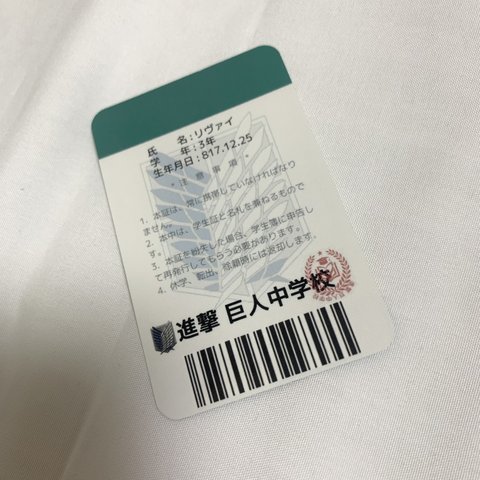 氏　名：リヴァイ
学　年：3年
生年月日：817.12.25
。注 意 事 項。
1. 本証は、常に携帯していなければなり
ません。
2. 本中は、学生証と名札を兼ねるもので
す。
3. 本証を紛失した場合、学生簿に申告し
て再発行してもらう必要があります。
4. 休学、転出、除籍時には返却します。
進撃 巨人中学校